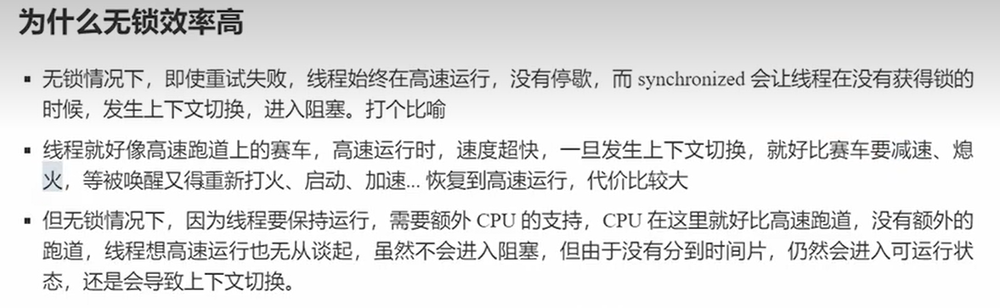 为什么无锁效率高
▪ 无锁情况下，即使重试失败，线程始终在高速运行，没有停歇，而 synchronized 会让线程在没有获得锁的
时候，发生上下文切换，进入阻塞。打个比喻
▪ 线程就好像高速跑道上的赛车，高速运行时，速度超快，一旦发生上下文切换，就好比赛车要减速、熄
火，等被唤醒又得重新打火、启动、加速... 恢复到高速运行，代价比较大
▪ 但无锁情况下，因为线程要保持运行，需要额外 CPU 的支持，CPU 在这里就好比高速跑道，没有额外的
跑道，线程想高速运行也无从谈起，虽然不会进入阻塞，但由于没有分到时间片，仍然会进入可运行状
态，还是会导致上下文切换。